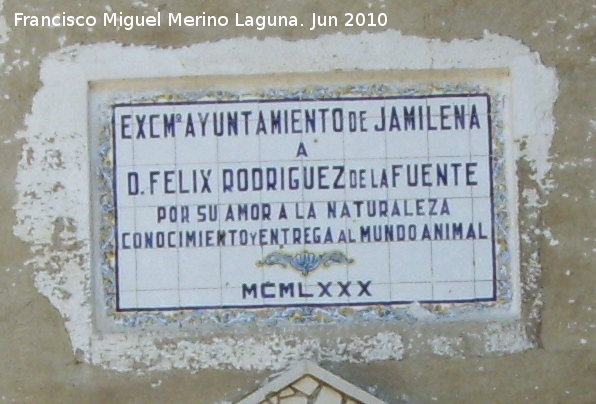 Francisco Miguel Merino Laguna. Jun 2010
EXCMº AYUNTAMIENTO DE JAMILENA
A
D. FELIX RODRIGUEZ DE LA FUENTE
POR SU AMOR A LA NATURALEZA
CONOCIMIENTO Y ENTREGA AL MUNDO ANIMAL
MCMLXXX